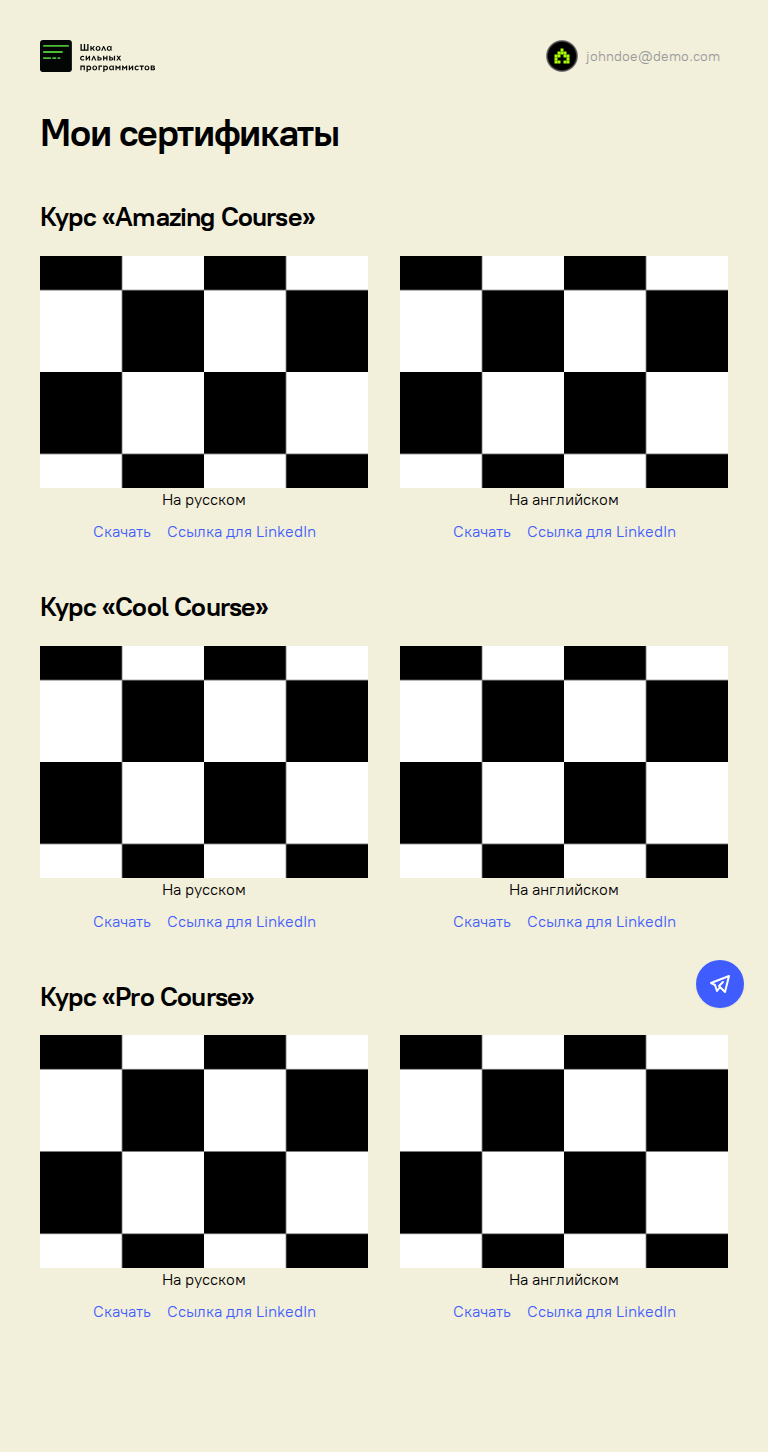 Школа
сильных
программистов
johndoe@demo.com
Мои сертификаты
Курс «Amazing Course»
На русском
Скачать Ссылка для LinkedIn
На английском
Скачать Ссылка для LinkedIn
Курс «Cool Course»
На русском
Скачать Ссылка для LinkedIn
На английском
Скачать Ссылка для LinkedIn
Курс «Pro Course»
На русском
Скачать Ссылка для LinkedIn
На английском
Скачать Ссылка для LinkedIn